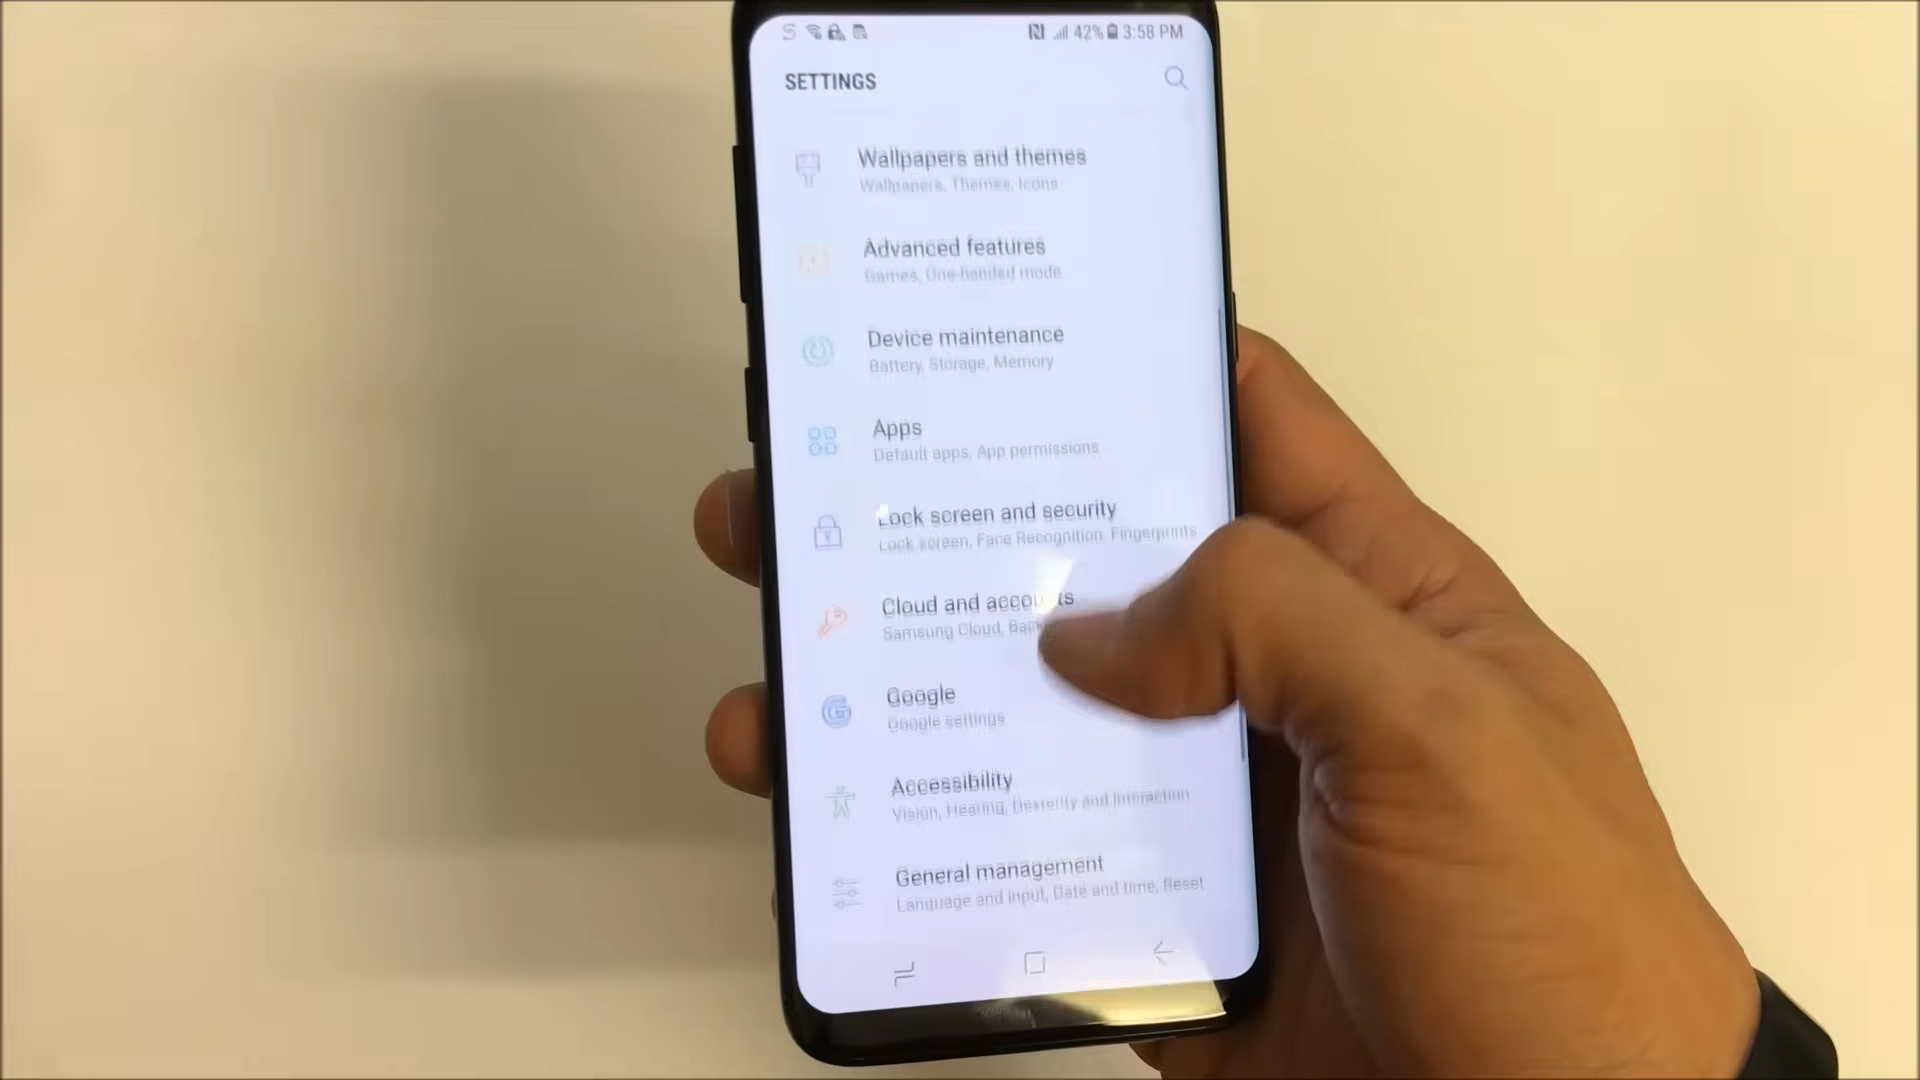 42% 3:58 PM
SETTINGS
Wallpapers and themes
Wallpapers, Themes, Icons
Advanced features
Games, One-handed mode
Device maintenance
Battery, Storage, Memory
Apps
Default apps, App permissions
Lock screen and security
Lock screen, Face Recognition, Fingerprints
Cloud and accounts
Samsung Cloud,
Google
Google settings
Accessibility
Vision, Hearing, Dexterity and interaction
General management
Language and input, Date and time, Reset